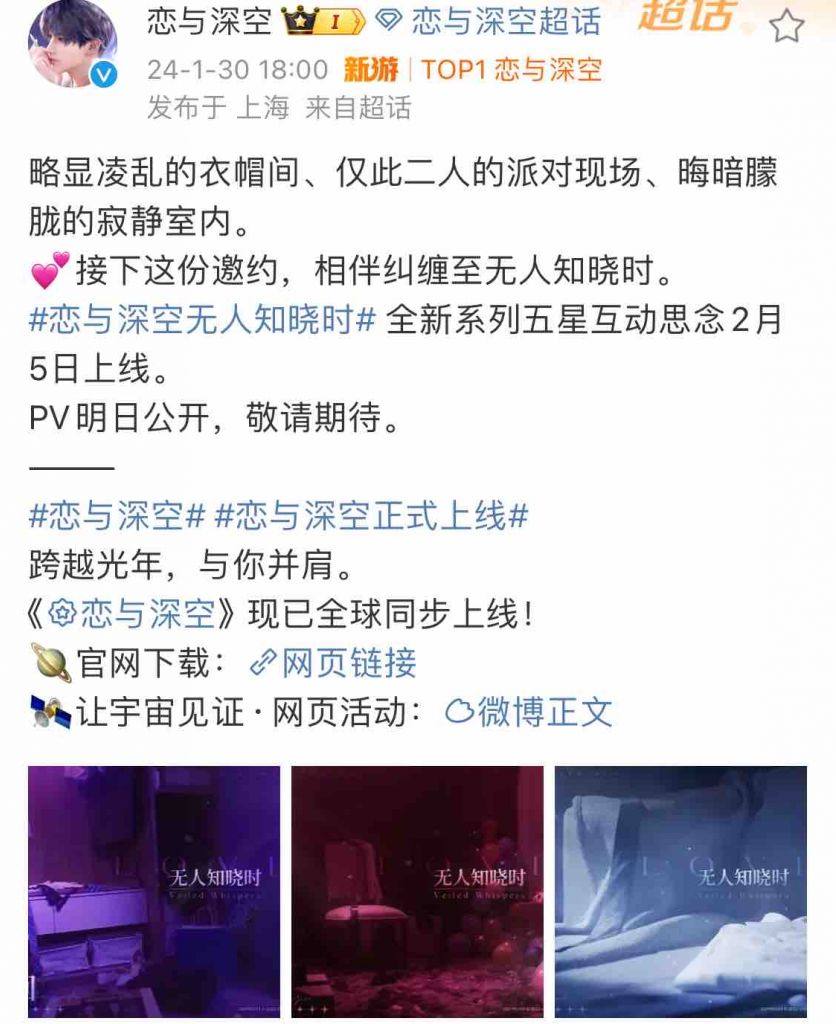 恋与深空 I 恋与深空超话 超话
24-1-30 18:00 新游 | TOP1 恋与深空
发布于 上海 来自超话
略显凌乱的衣帽间、仅此二人的派对现场、晦暗朦
胧的寂静室内。
💕接下这份邀约，相伴纠缠至无人知晓时。
#恋与深空无人知晓时# 全新系列五星互动思念2月
5日上线。
PV明日公开，敬请期待。
———
#恋与深空# #恋与深空正式上线#
跨越光年，与你并肩。
《恋与深空》现已全球同步上线！
🪐官网下载：网页链接
🛰让宇宙见证·网页活动：微博正文
无人知晓时
Veiled Whispers
无人知晓时
Veiled Whispers
无人知晓时
Veiled Whispers